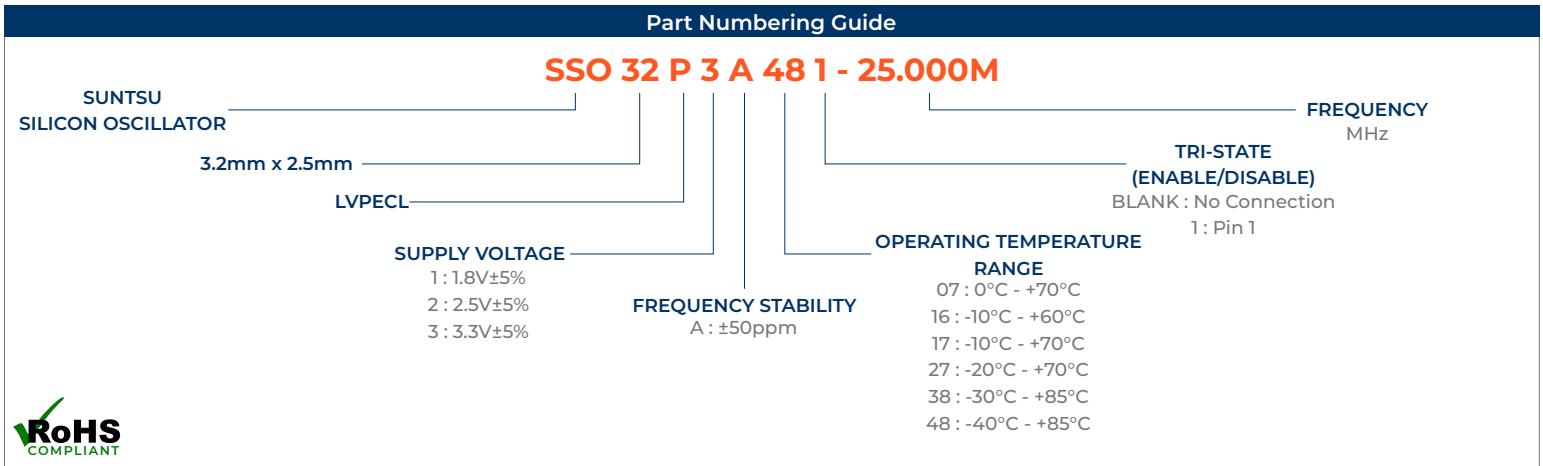 Part Numbering Guide
SSO 32 P 3 A 48 1 - 25.000M
SUNTSU
SILICON OSCILLATOR
3.2mm x 2.5mm
LVPECL
SUPPLY VOLTAGE
1 : 1.8V±5%
2 : 2.5V±5%
3 : 3.3V±5%
FREQUENCY STABILITY
A : ±50ppm
OPERATING TEMPERATURE
RANGE
07 : 0°C - +70°C
16 : -10°C - +60°C
17 : -10°C - +70°C
27 : -20°C - +70°C
38 : -30°C - +85°C
48 : -40°C - +85°C
TRI-STATE
(ENABLE/DISABLE)
BLANK : No Connection
1 : Pin 1
FREQUENCY
MHz
RoHS
COMPLIANT